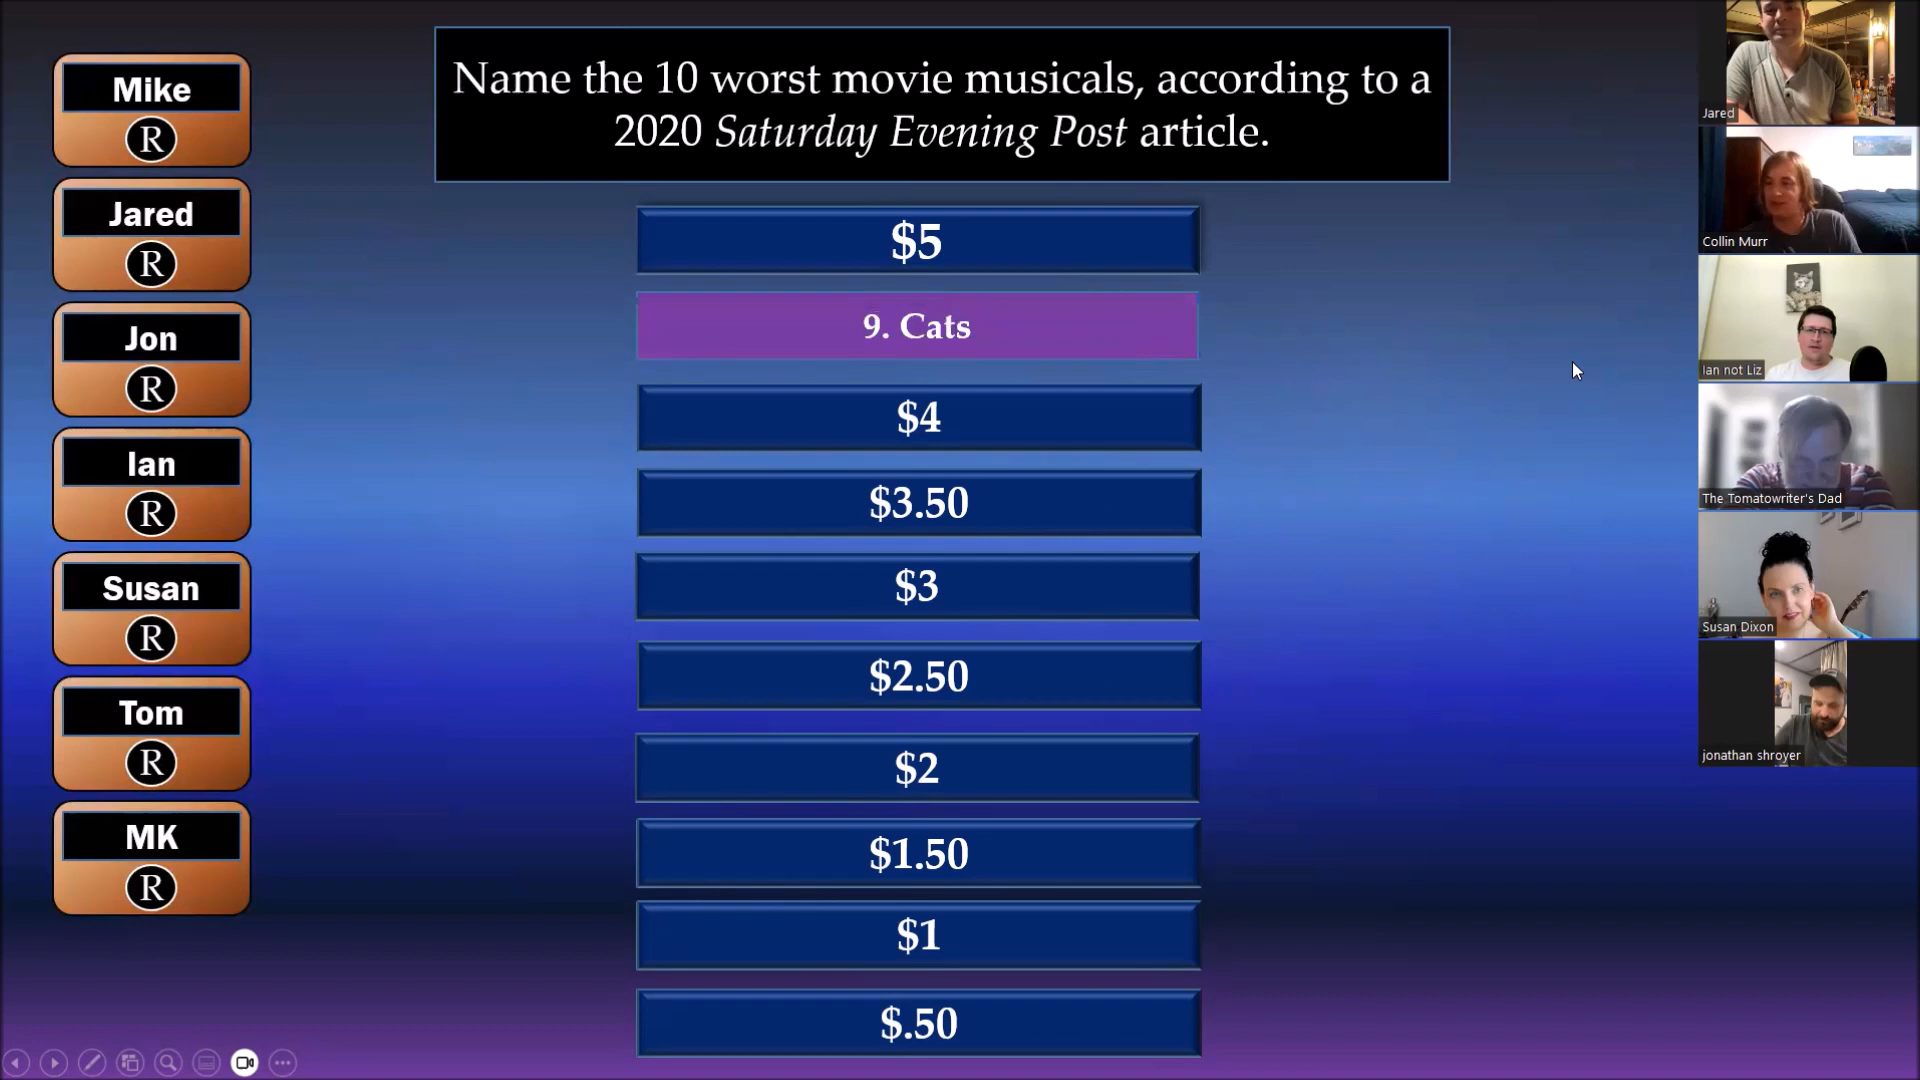 Name the 10 worst movie musicals, according to a
2020 Saturday Evening Post article.
Mike
R
Jared
R
Jon
R
Ian
R
Susan
R
Tom
R
MK
R
$5
9. Cats
$4
$3.50
$3
$2.50
$2
$1.50
$1
$.50
Jared
Collin Murr
Ian not Liz
The Tomatowriter's Dad
Susan Dixon
jonathan shroyer